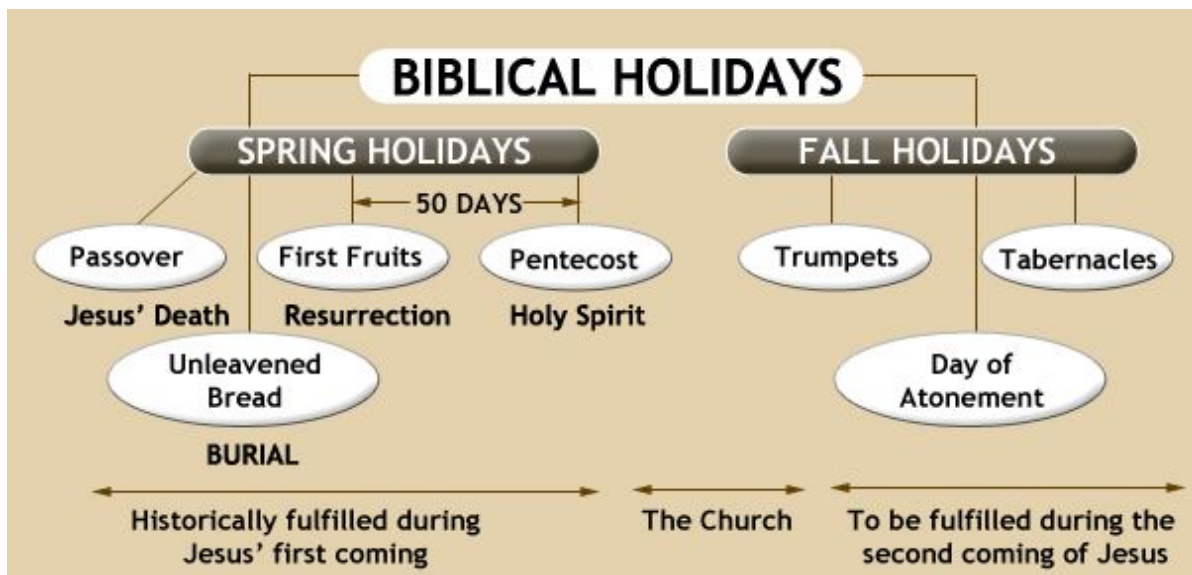 BIBLICAL HOLIDAYS
SPRING HOLIDAYS
FALL HOLIDAYS
50 DAYS
Passover
First Fruits
Pentecost
Trumpets
Tabernacles
Jesus’ Death
Resurrection
Holy Spirit
Unleavened
Bread
Day of
Atonement
BURIAL
Historically fulfilled during
Jesus’ first coming
The Church
To be fulfilled during the
second coming of Jesus